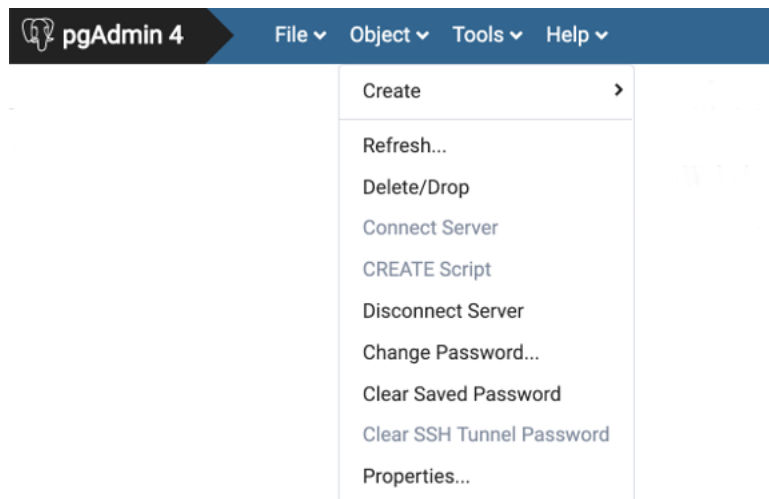 pgAdmin 4 File Object Tools Help
Create
Refresh...
Delete/Drop
Connect Server
CREATE Script
Disconnect Server
Change Password...
Clear Saved Password
Clear SSH Tunnel Password
Properties...